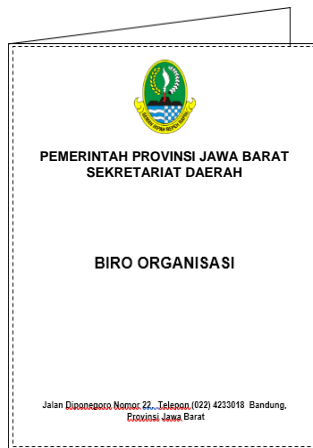 PEMERINTAH PROVINSI JAWA BARAT
SEKRETARIAT DAERAH
BIRO ORGANISASI
Jalan Diponegoro Nomor 22, Telepon (022) 4233018 Bandung,
Provinsi Jawa Barat